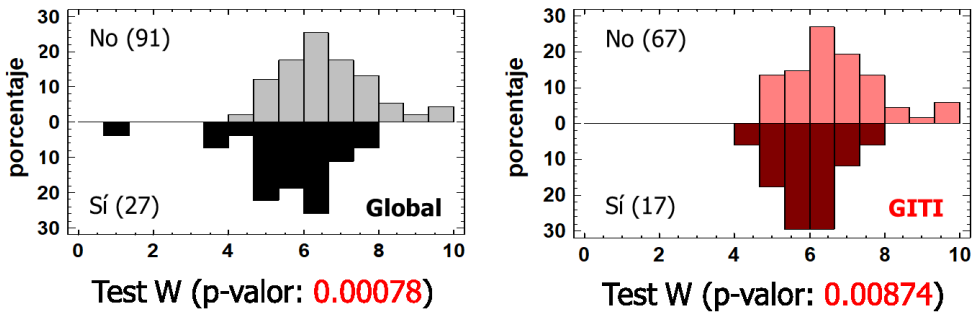 30
20
10
0
10
20
30
porcentaje
No (91)
Sí (27)
Global
0 2 4 6 8 10
Test W (p-valor: 0.00078)
30
20
10
0
10
20
30
porcentaje
No (67)
Sí (17)
GITI
0 2 4 6 8 10
Test W (p-valor: 0.00874)